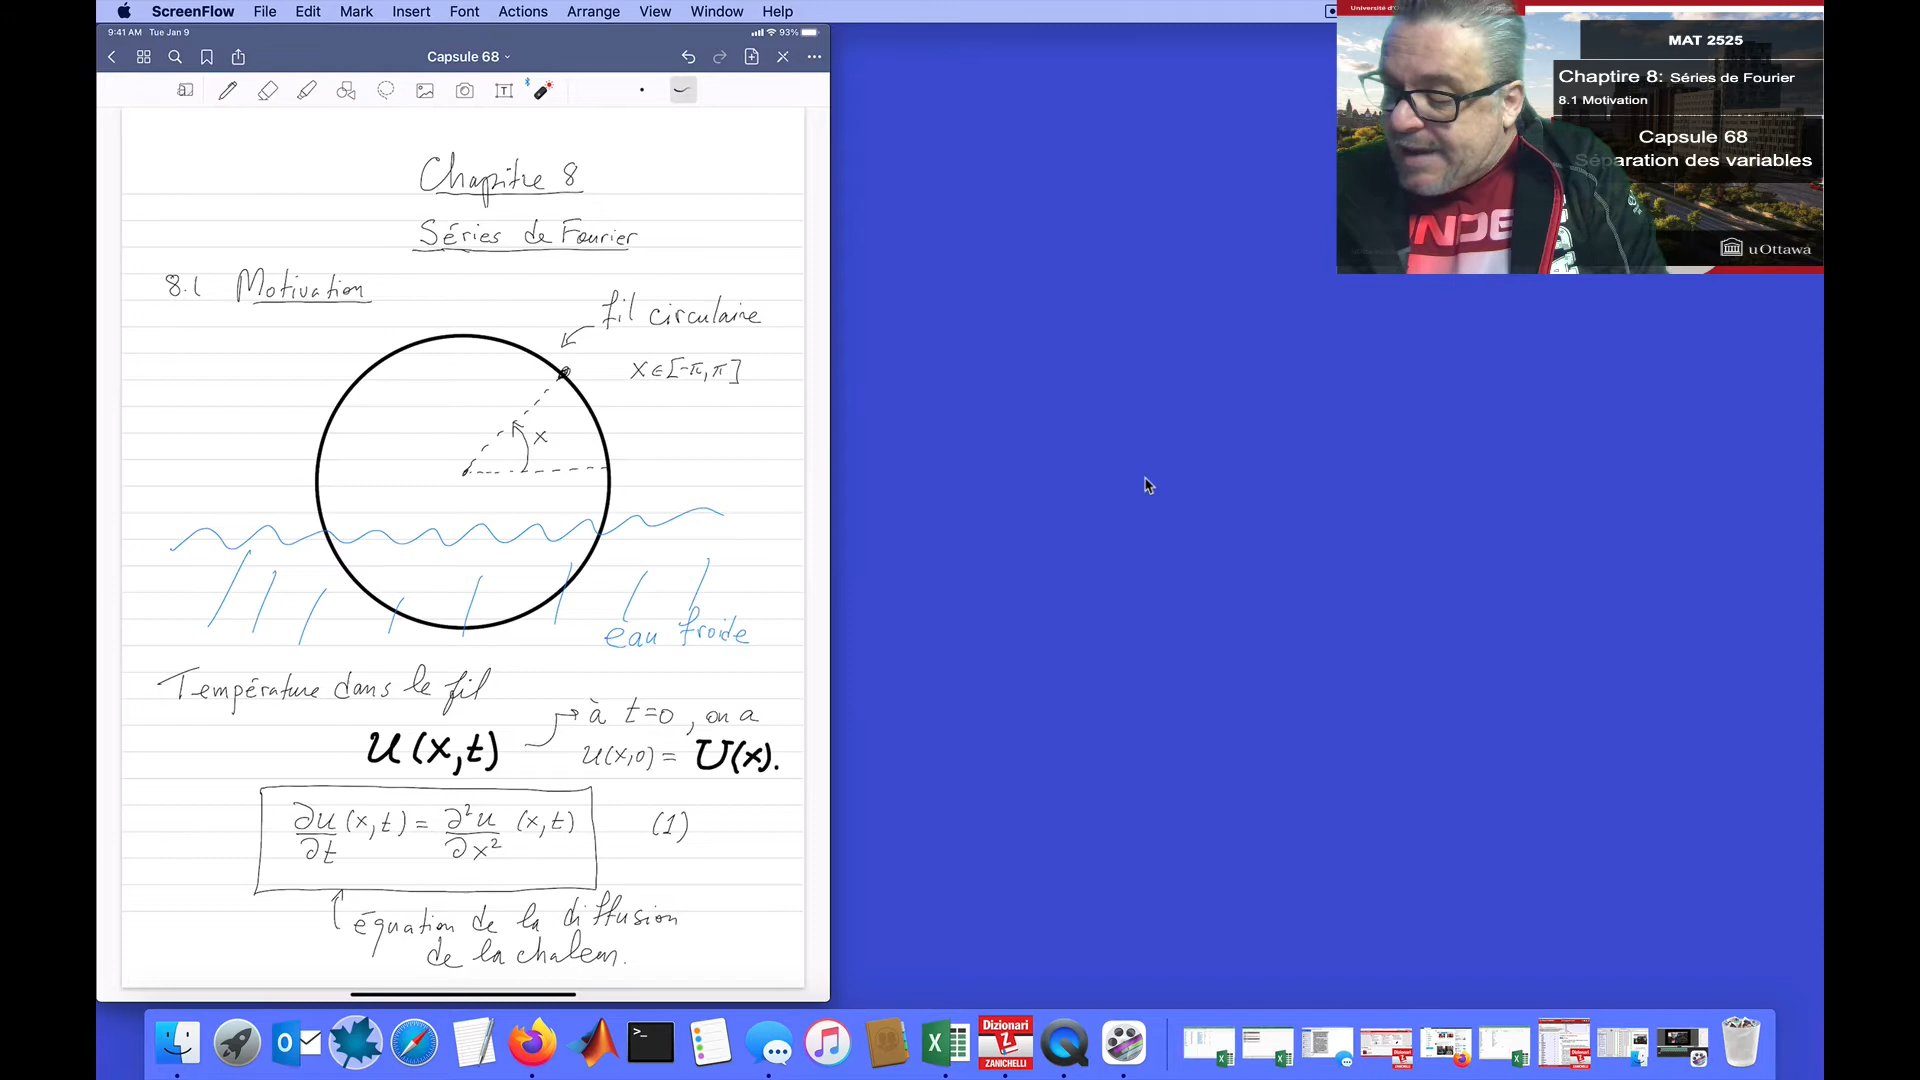 ScreenFlow File Edit Mark Insert Font Actions Arrange View Window Help
9:41 AM Tue Jan 9
93%
Capsule 68
Chapitre 8
Séries de Fourier
8.1 Motivation
fil circulaire
x ∈ [-π, π]
x
eau froide
Température dans le fil
à t=0, on a
u(x,t)
u(x,0) = U(x).
∂u/∂t (x,t) = ∂²u/∂x² (x,t) (1)
équation de la diffusion
de la chaleur.
MAT 2525
Chaptire 8: Séries de Fourier
8.1 Motivation
Capsule 68
Séparation des variables
uOttawa
Dizionari
Z
ZANICHELLI